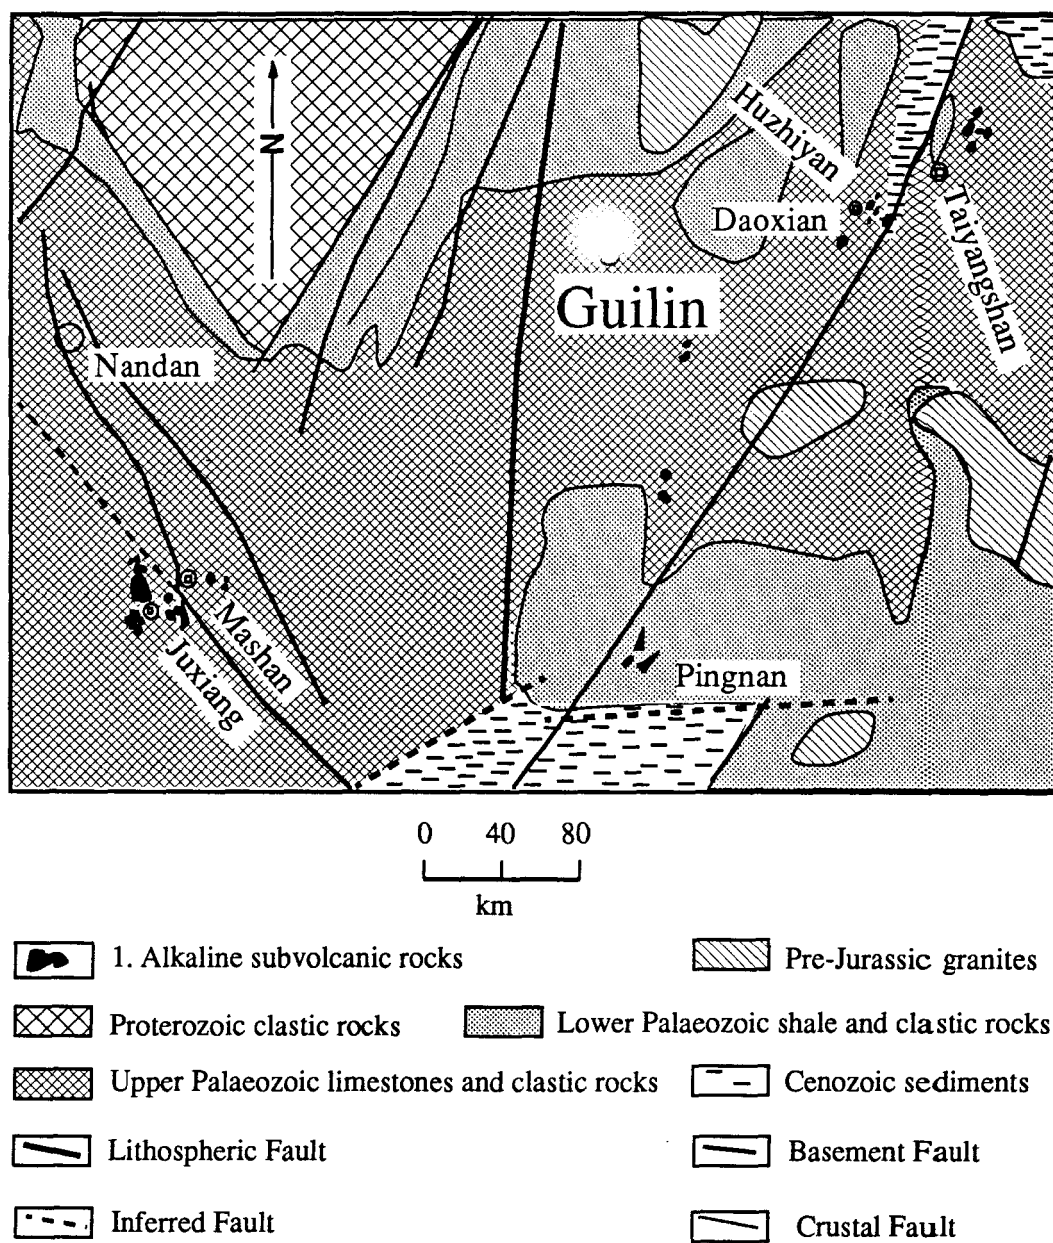 N
Huzhiyan
Daoxian
Taiyangshan
Guilin
Nandan
Mashan
Juxiang
Pingnan
0 40 80
km
1. Alkaline subvolcanic rocks
Pre-Jurassic granites
Proterozoic clastic rocks
Lower Palaeozoic shale and clastic rocks
Upper Palaeozoic limestones and clastic rocks
Cenozoic sediments
Lithospheric Fault
Basement Fault
Inferred Fault
Crustal Fault